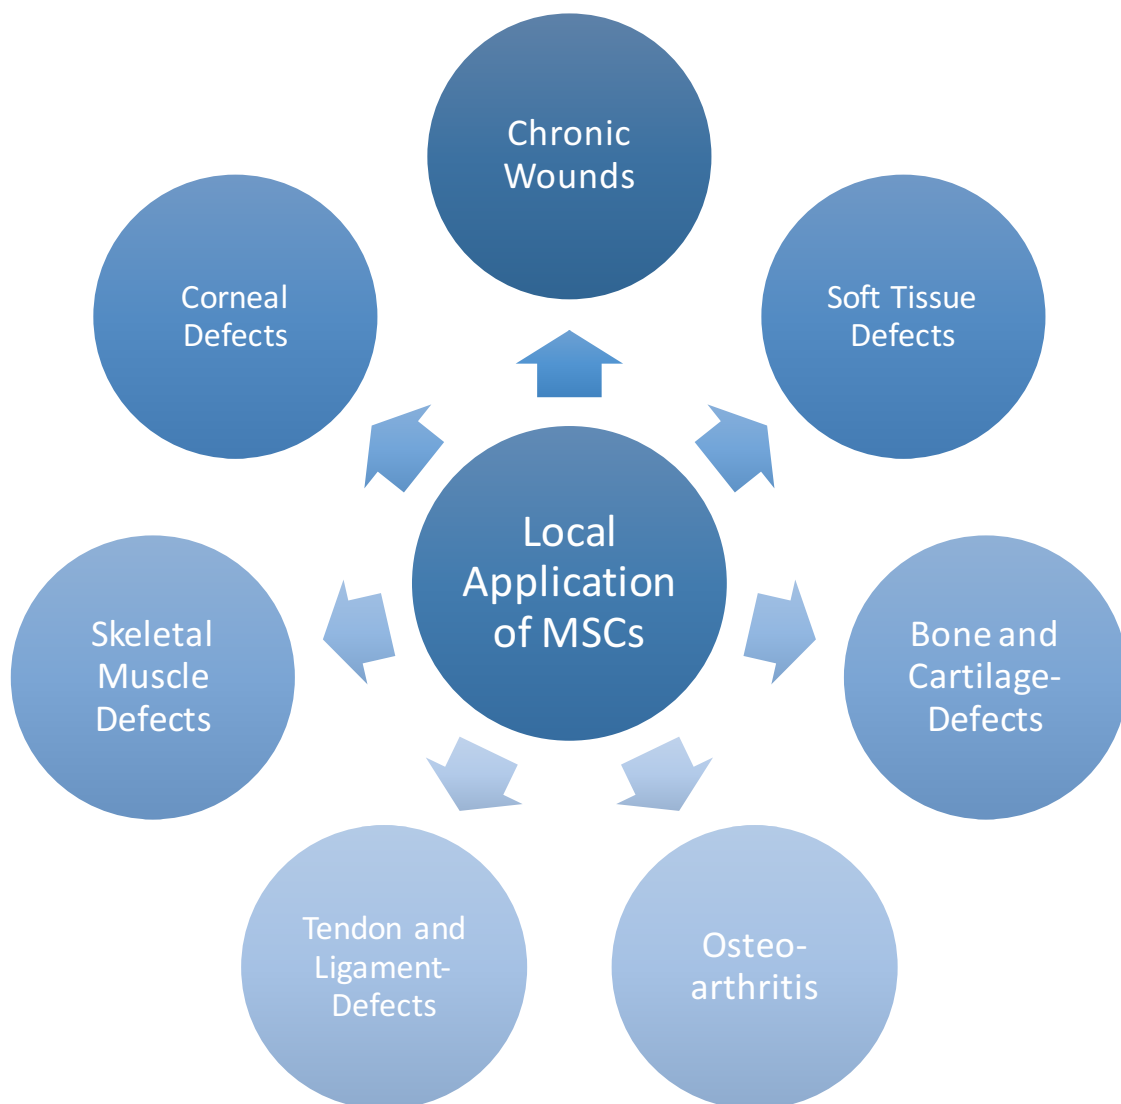 Chronic
Wounds
Corneal
Defects
Soft Tissue
Defects
Local
Application
of MSCs
Skeletal
Muscle
Defects
Bone and
Cartilage-
Defects
Tendon and
Ligament-
Defects
Osteo-
arthritis